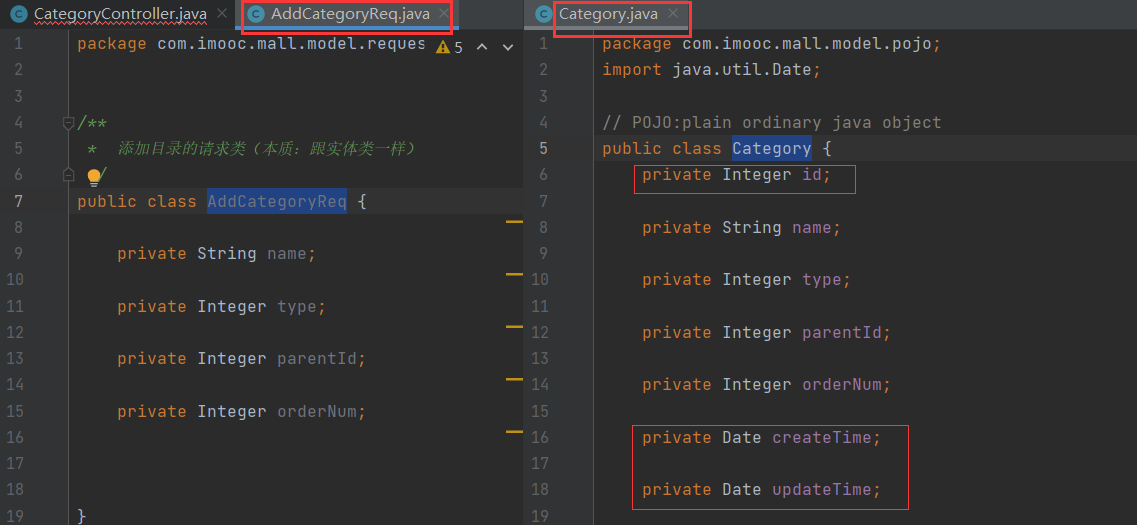 CategoryController.java
AddCategoryReq.java
1 package com.imooc.mall.model.reques 5
2
3
4 /**
5 * 添加目录的请求类（本质：跟实体类一样）
6 /
7 public class AddCategoryReq {
8
9 private String name;
10
11 private Integer type;
12
13 private Integer parentId;
14
15 private Integer orderNum;
16
17
18
19 }
Category.java
1 package com.imooc.mall.model.pojo;
2 import java.util.Date;
3
4 // POJO:plain ordinary java object
5 public class Category {
6 private Integer id;
7
8 private String name;
9
10 private Integer type;
11
12 private Integer parentId;
13
14 private Integer orderNum;
15
16 private Date createTime;
17
18 private Date updateTime;
19